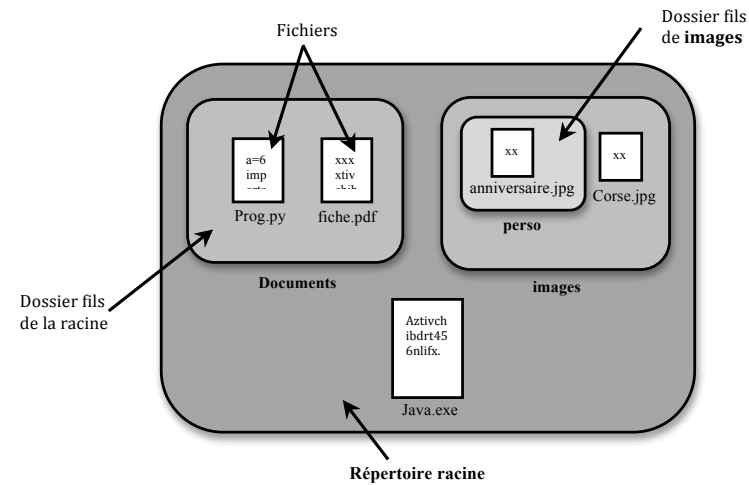 Fichiers
Dossier fils
de images
a=6
imp
xxx
xtiv
xx
xx
anniversaire.jpg
Corse.jpg
Prog.py
fiche.pdf
perso
Documents
images
Dossier fils
de la racine
Aztivch
ibdrt45
6nlifx.
Java.exe
Répertoire racine